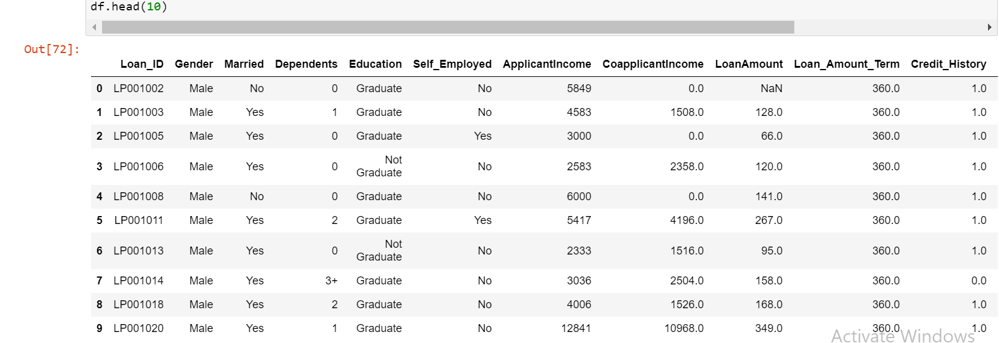 df.head(10)
Out[72]:
Loan_ID Gender Married Dependents Education Self_Employed ApplicantIncome CoapplicantIncome LoanAmount Loan_Amount_Term Credit_History
0 LP001002 Male No 0 Graduate No 5849 0.0 NaN 360.0 1.0
1 LP001003 Male Yes 1 Graduate No 4583 1508.0 128.0 360.0 1.0
2 LP001005 Male Yes 0 Graduate Yes 3000 0.0 66.0 360.0 1.0
3 LP001006 Male Yes 0 Not Graduate No 2583 2358.0 120.0 360.0 1.0
4 LP001008 Male No 0 Graduate No 6000 0.0 141.0 360.0 1.0
5 LP001011 Male Yes 2 Graduate Yes 5417 4196.0 267.0 360.0 1.0
6 LP001013 Male Yes 0 Not Graduate No 2333 1516.0 95.0 360.0 1.0
7 LP001014 Male Yes 3+ Graduate No 3036 2504.0 158.0 360.0 0.0
8 LP001018 Male Yes 2 Graduate No 4006 1526.0 168.0 360.0 1.0
9 LP001020 Male Yes 1 Graduate No 12841 10968.0 349.0 360.0 1.0
Activate Windows